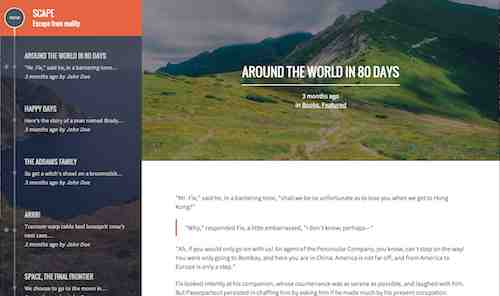 SCAPE
Escape from reality
AROUND THE WORLD IN 80 DAYS
"Mr. Fix," said he, in a bantering tone...
3 months ago by John Doe
HAPPY DAYS
Here's the story of a man named Brady...
3 months ago by John Doe
THE ADDAMS FAMILY
So get a witch's shawl on a broomstick...
3 months ago by John Doe
ARRR!
Tractore warp cable boul bowsprit snow's
nest case...
3 months ago by John Doe
SPACE, THE FINAL FRONTIER
We choose to go to the moon in...
AROUND THE WORLD IN 80 DAYS
3 months ago
in Books, Featured
"Mr. Fix," said he, in a bantering tone, "shall we be so unfortunate as to lose you when we get to Hong
Kong?"
"Why," responded Fix, a little embarrassed, "I don't know; perhaps—"
"Ah, if you would only go on with us! An agent of the Peninsular Company, you know, can't stop on the way!
You were only going to Bombay, and here you are in China. America is not far off, and from America to
Europe is only a step."
Fix looked intently at his companion, whose countenance was as serene as possible, and laughed with him.
But Passepartout persisted in chaffing him by asking him if he made much by his present occupation.